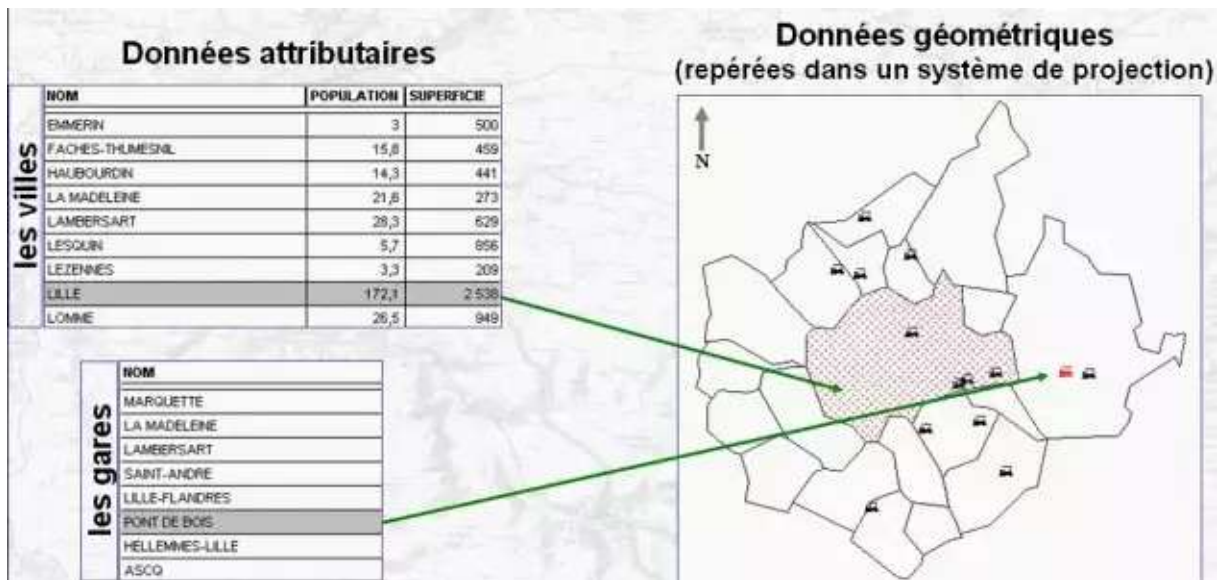 Données attributaires
les villes
NOM POPULATION SUPERFICIE
EMMERIN 3 500
FACHES-THUMESNIL 15,8 459
HAUBOURDIN 14,3 441
LA MADELEINE 21,6 273
LAMBERSART 28,3 629
LESQUIN 5,7 856
LEZENNES 3,3 209
LILLE 172,1 2 538
LOMME 26,5 949
les gares
NOM
MARQUETTE
LA MADELEINE
LAMBERSART
SAINT-ANDRE
LILLE-FLANDRES
PONT DE BOIS
HELLEMMES-LILLE
ASCQ
Données géométriques
(repérées dans un système de projection)
N